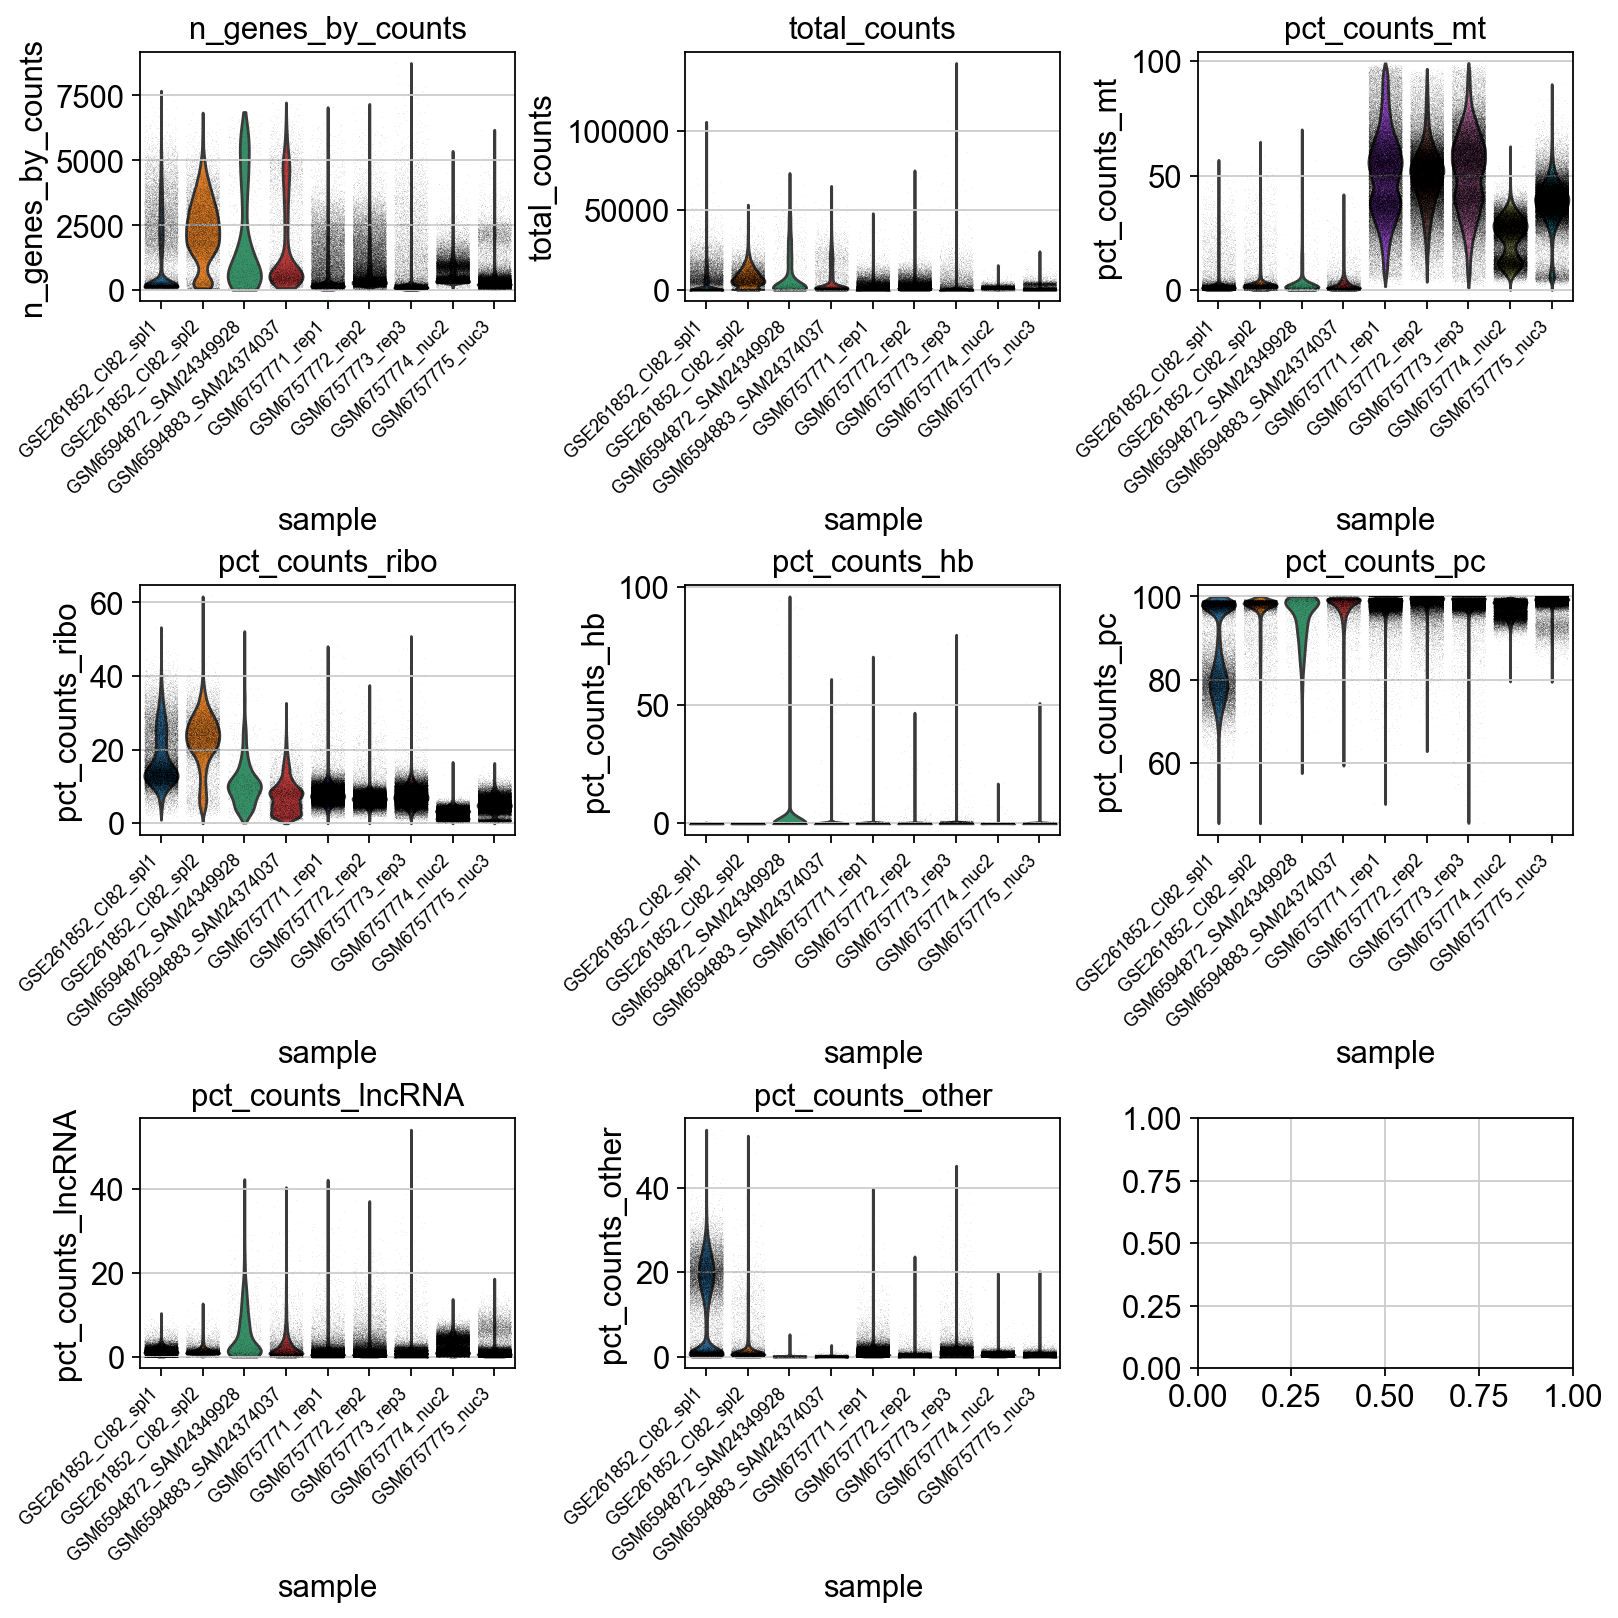 n_genes_by_counts
n_genes_by_counts
7500
5000
2500
0
GSE261852_CI82_spl1
GSE261852_CI82_spl2
GSM6594872_SAM24349928
GSM6594883_SAM24374037
GSM6757771_rep1
GSM6757772_rep2
GSM6757773_rep3
GSM6757774_nuc2
GSM6757775_nuc3
sample
total_counts
total_counts
100000
50000
0
GSE261852_CI82_spl1
GSE261852_CI82_spl2
GSM6594872_SAM24349928
GSM6594883_SAM24374037
GSM6757771_rep1
GSM6757772_rep2
GSM6757773_rep3
GSM6757774_nuc2
GSM6757775_nuc3
sample
pct_counts_mt
pct_counts_mt
100
50
0
GSE261852_CI82_spl1
GSE261852_CI82_spl2
GSM6594872_SAM24349928
GSM6594883_SAM24374037
GSM6757771_rep1
GSM6757772_rep2
GSM6757773_rep3
GSM6757774_nuc2
GSM6757775_nuc3
sample
pct_counts_ribo
pct_counts_ribo
60
40
20
0
GSE261852_CI82_spl1
GSE261852_CI82_spl2
GSM6594872_SAM24349928
GSM6594883_SAM24374037
GSM6757771_rep1
GSM6757772_rep2
GSM6757773_rep3
GSM6757774_nuc2
GSM6757775_nuc3
sample
pct_counts_hb
pct_counts_hb
100
50
0
GSE261852_CI82_spl1
GSE261852_CI82_spl2
GSM6594872_SAM24349928
GSM6594883_SAM24374037
GSM6757771_rep1
GSM6757772_rep2
GSM6757773_rep3
GSM6757774_nuc2
GSM6757775_nuc3
sample
pct_counts_pc
pct_counts_pc
100
80
60
GSE261852_CI82_spl1
GSE261852_CI82_spl2
GSM6594872_SAM24349928
GSM6594883_SAM24374037
GSM6757771_rep1
GSM6757772_rep2
GSM6757773_rep3
GSM6757774_nuc2
GSM6757775_nuc3
sample
pct_counts_lncRNA
pct_counts_lncRNA
40
20
0
GSE261852_CI82_spl1
GSE261852_CI82_spl2
GSM6594872_SAM24349928
GSM6594883_SAM24374037
GSM6757771_rep1
GSM6757772_rep2
GSM6757773_rep3
GSM6757774_nuc2
GSM6757775_nuc3
sample
pct_counts_other
pct_counts_other
40
20
0
GSE261852_CI82_spl1
GSE261852_CI82_spl2
GSM6594872_SAM24349928
GSM6594883_SAM24374037
GSM6757771_rep1
GSM6757772_rep2
GSM6757773_rep3
GSM6757774_nuc2
GSM6757775_nuc3
sample
1.00
0.75
0.50
0.25
0.00
0.00 0.25 0.50 0.75 1.00